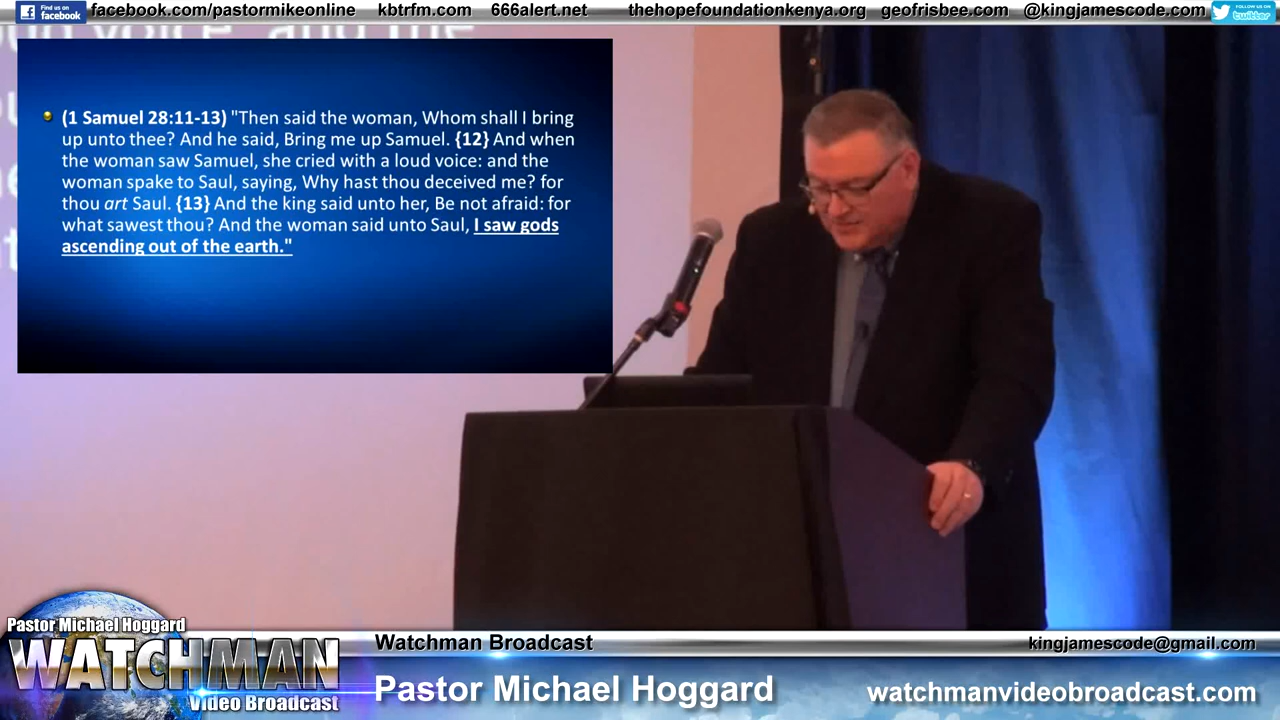 Find us on
facebook
facebook.com/pastormikeonline
kbtrfm.com
666alert.net
thehopefoundationkenya.org
geofrisbee.com
@kingjamescode.com
FOLLOW US ON
twitter
voice, and the
(1 Samuel 28:11-13) "Then said the woman, Whom shall I bring
up unto thee? And he said, Bring me up Samuel. {12} And when
the woman saw Samuel, she cried with a loud voice: and the
woman spake to Saul, saying, Why hast thou deceived me? for
thou art Saul. {13} And the king said unto her, Be not afraid: for
what sawest thou? And the woman said unto Saul, I saw gods
ascending out of the earth."
Pastor Michael Hoggard
WATCHMAN
Video Broadcast
Watchman Broadcast
kingjamescode@gmail.com
Pastor Michael Hoggard
watchmanvideobroadcast.com